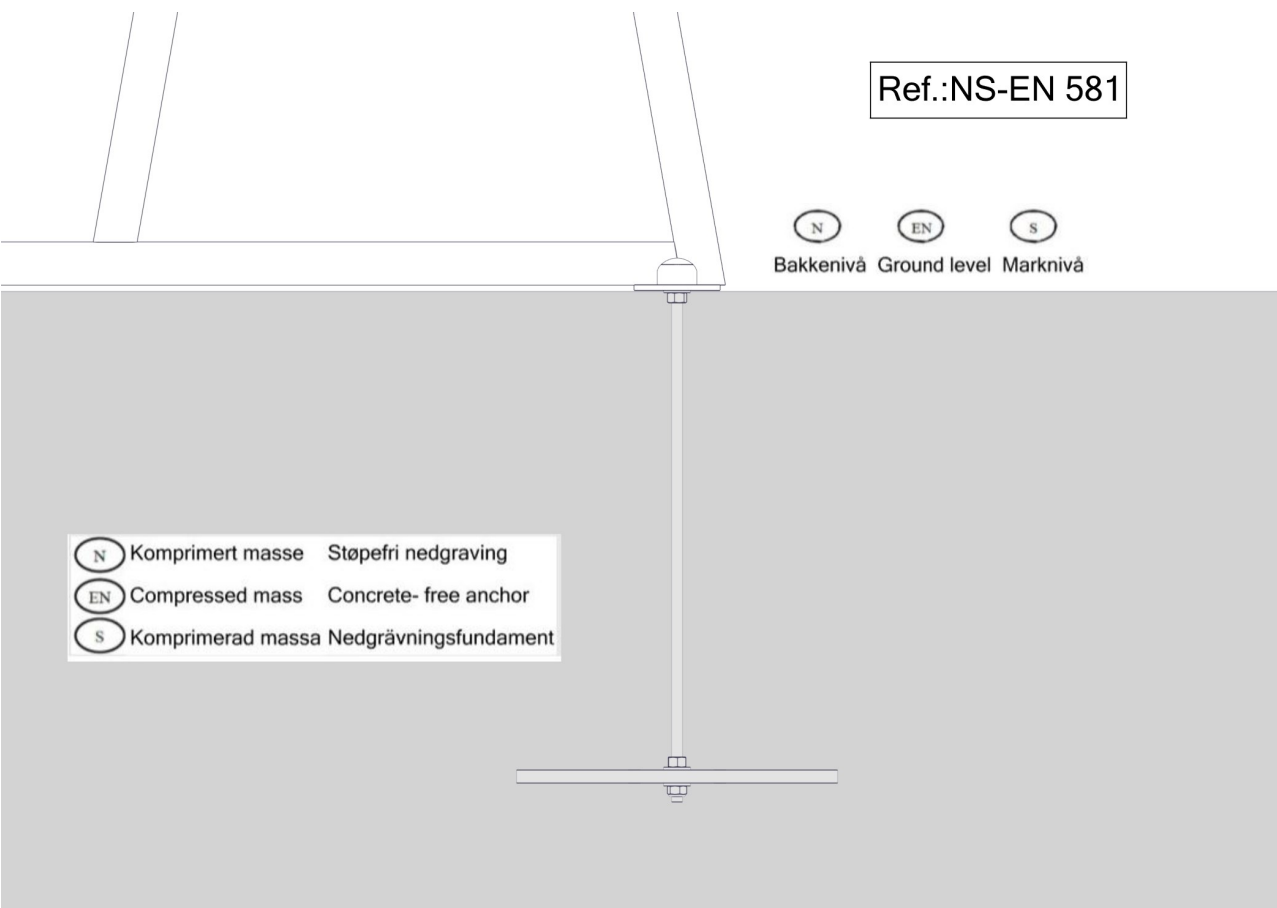 Ref.:NS-EN 581
N EN S
Bakkenivå Ground level Marknivå
N Komprimert masse Støpefri nedgraving
EN Compressed mass Concrete- free anchor
S Komprimerad massa Nedgrävningsfundament